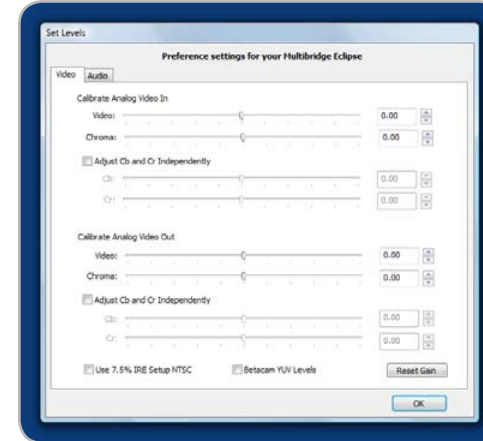 Set Levels
Preference settings for your Multibridge Eclipse
Video Audio
Calibrate Analog Video In
Video: 0.00
Chroma: 0.00
Adjust Cb and Cr Independently
Cb: 0.00
Cr: 0.00
Calibrate Analog Video Out
Video: 0.00
Chroma: 0.00
Adjust Cb and Cr Independently
Cb: 0.00
Cr: 0.00
Use 7.5% IRE Setup NTSC Betacam YUV Levels Reset Gain
OK